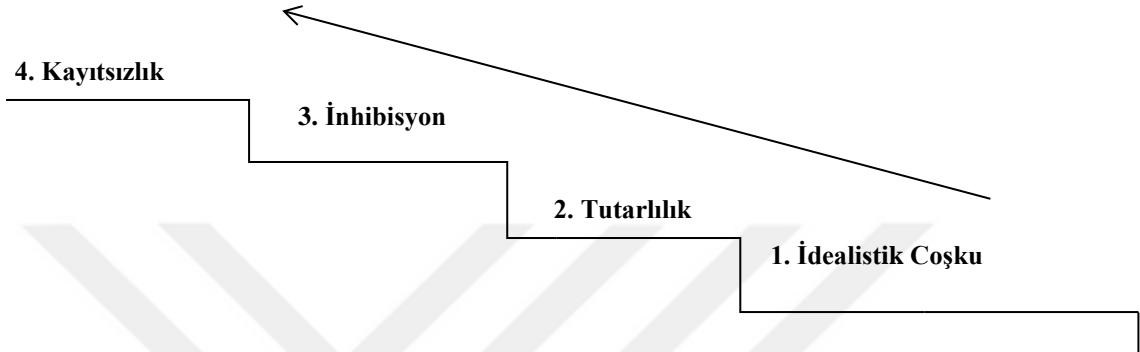 4. Kayıtsızlık
3. İnhibisyon
2. Tutarlılık
1. İdealistik Coşku